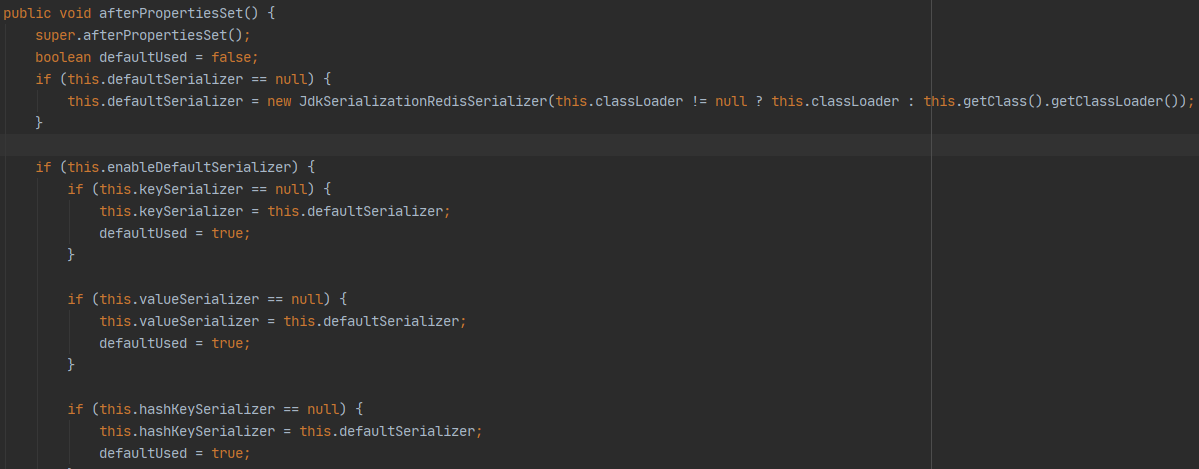 public void afterPropertiesSet() {
    super.afterPropertiesSet();
    boolean defaultUsed = false;
    if (this.defaultSerializer == null) {
        this.defaultSerializer = new JdkSerializationRedisSerializer(this.classLoader != null ? this.classLoader : this.getClass().getClassLoader());
    }

    if (this.enableDefaultSerializer) {
        if (this.keySerializer == null) {
            this.keySerializer = this.defaultSerializer;
            defaultUsed = true;
        }

        if (this.valueSerializer == null) {
            this.valueSerializer = this.defaultSerializer;
            defaultUsed = true;
        }

        if (this.hashKeySerializer == null) {
            this.hashKeySerializer = this.defaultSerializer;
            defaultUsed = true;